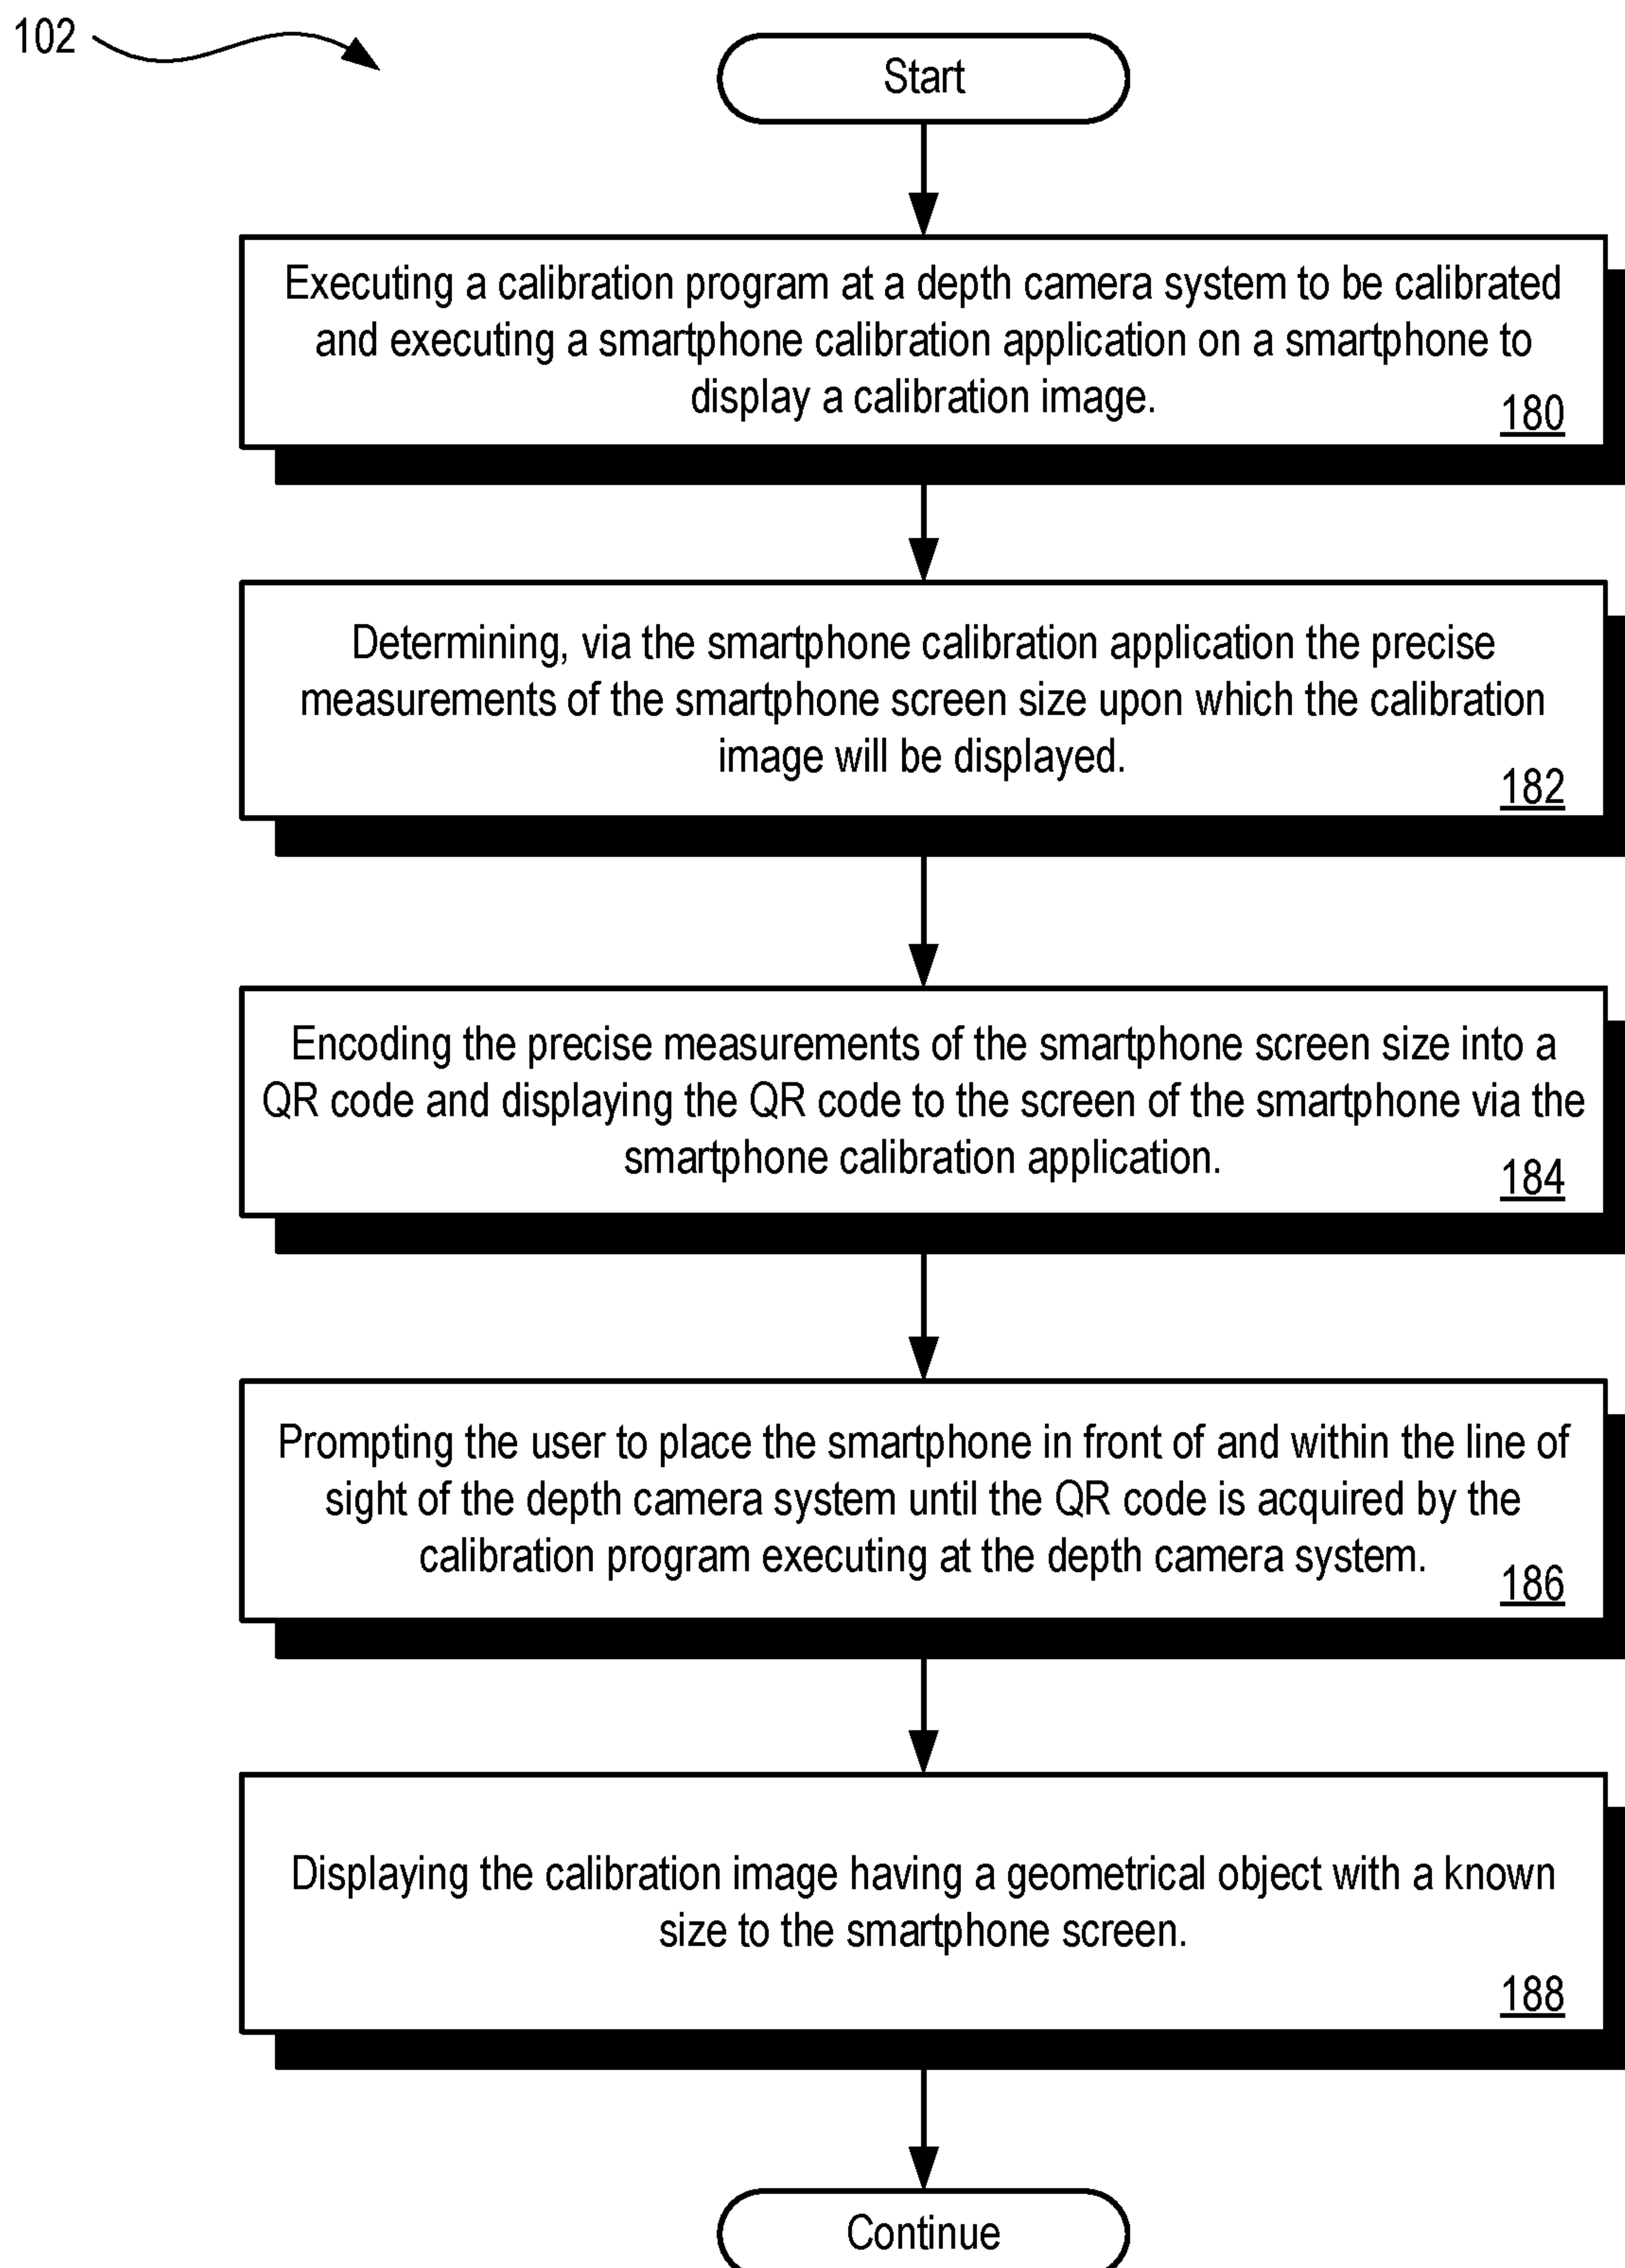 102
Start
Executing a calibration program at a depth camera system to be calibrated
and executing a smartphone calibration application on a smartphone to
display a calibration image.
180
Determining, via the smartphone calibration application the precise
measurements of the smartphone screen size upon which the calibration
image will be displayed.
182
Encoding the precise measurements of the smartphone screen size into a
QR code and displaying the QR code to the screen of the smartphone via the
smartphone calibration application.
184
Prompting the user to place the smartphone in front of and within the line of
sight of the depth camera system until the QR code is acquired by the
calibration program executing at the depth camera system.
186
Displaying the calibration image having a geometrical object with a known
size to the smartphone screen.
188
Continue